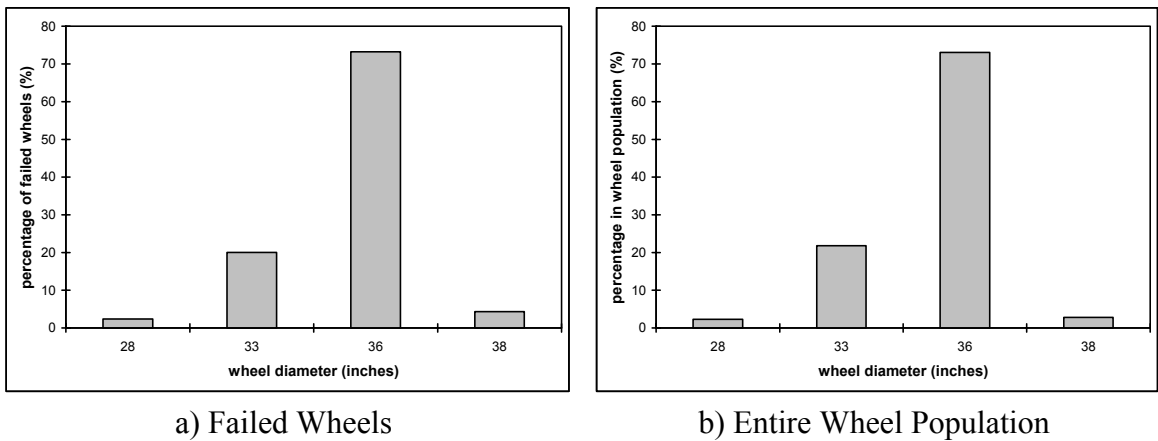 80
70
60
50
40
30
20
10
0
percentage of failed wheels (%)
28 33 36 38
wheel diameter (inches)
80
70
60
50
40
30
20
10
0
percentage in wheel population (%)
28 33 36 38
wheel diameter (inches)
a) Failed Wheels
b) Entire Wheel Population